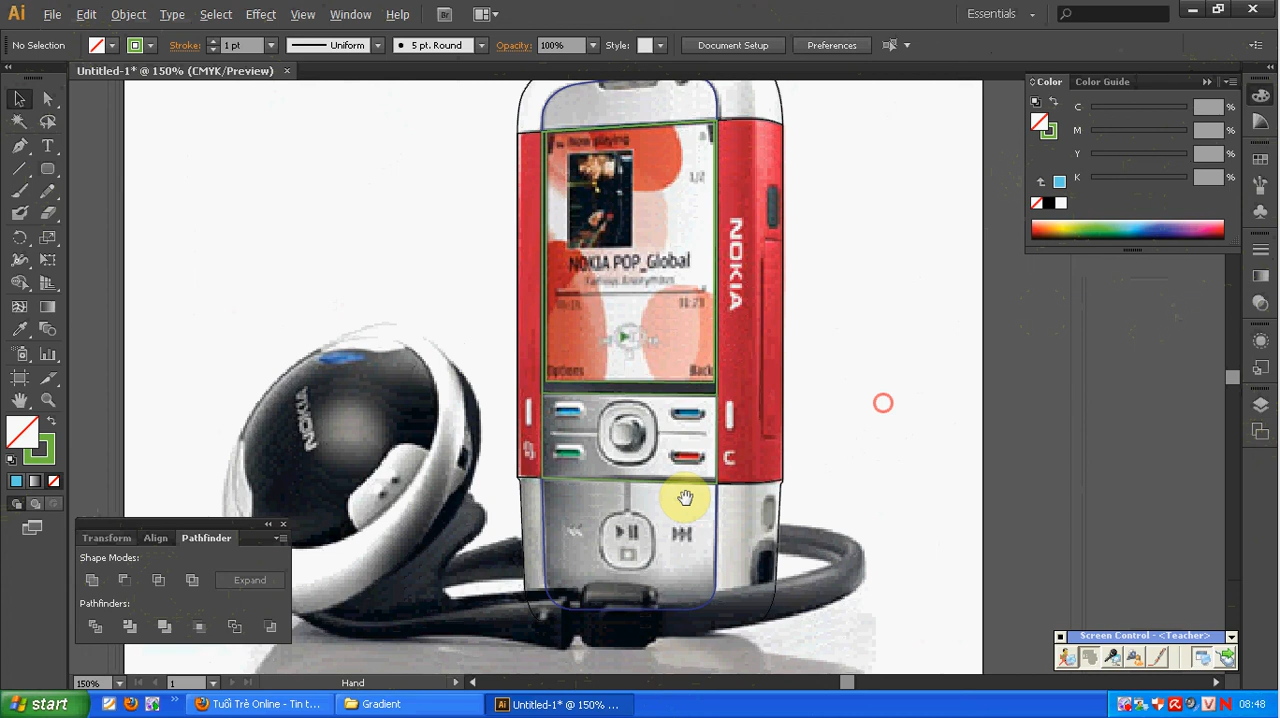 Ai File Edit Object Type Select Effect View Window Help Br Essentials
No Selection Stroke: 1 pt Uniform 5 pt. Round Opacity: 100% Style: Document Setup Preferences
Untitled-1* @ 150% (CMYK/Preview)
Color Color Guide
C %
M %
Y %
K %
Now playing
1/2
NOKIA POP_Global
Options Back
NOKIA
C
NOKIA
Transform Align Pathfinder
Shape Modes:
Expand
Pathfinders:
Screen Control - <Teacher>
150% 1 Hand
start Tuổi Trẻ Online - Tin t... Gradient Untitled-1* @ 150% ... 08:48